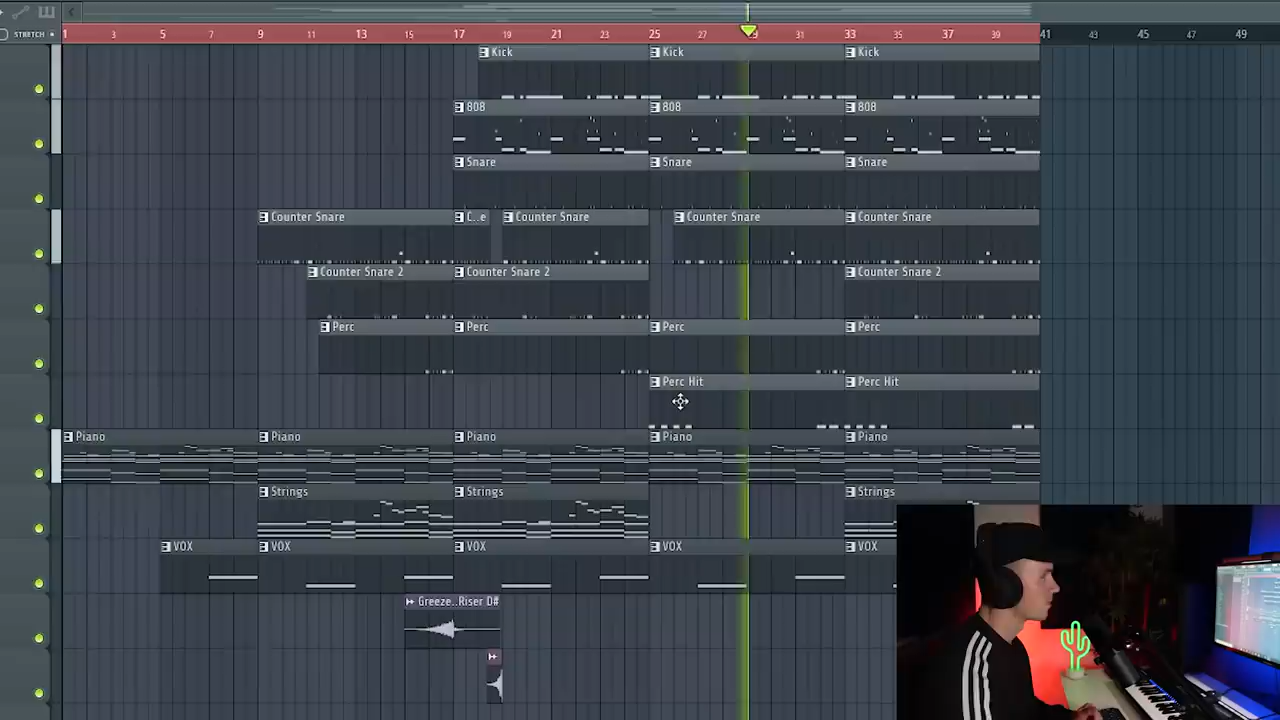 STRETCH
1 3 5 7 9 11 13 15 17 19 21 23 25 27 29 31 33 35 37 39 41 43 45 47 49
Kick Kick Kick
808 808 808
Snare Snare Snare
Counter Snare C..e Counter Snare Counter Snare Counter Snare
Counter Snare 2 Counter Snare 2 Counter Snare 2
Perc Perc Perc Perc
Perc Hit Perc Hit
Piano Piano Piano Piano Piano
Strings Strings Strings
VOX VOX VOX VOX VOX
Greeze..Riser D#